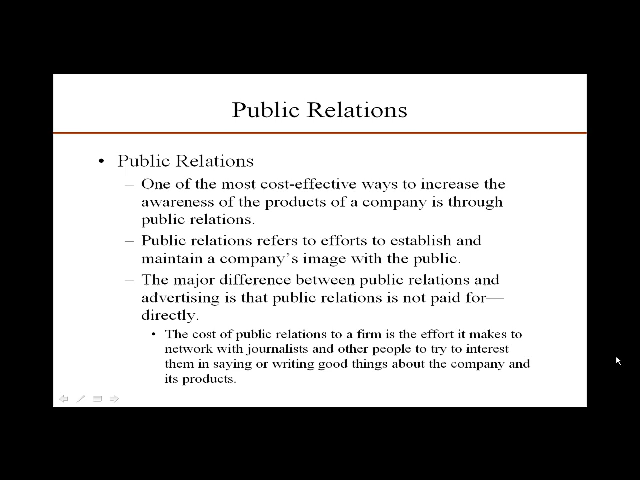 Public Relations
• Public Relations
– One of the most cost-effective ways to increase the
awareness of the products of a company is through
public relations.
– Public relations refers to efforts to establish and
maintain a company's image with the public.
– The major difference between public relations and
advertising is that public relations is not paid for—
directly.
• The cost of public relations to a firm is the effort it makes to
network with journalists and other people to try to interest
them in saying or writing good things about the company and
its products.